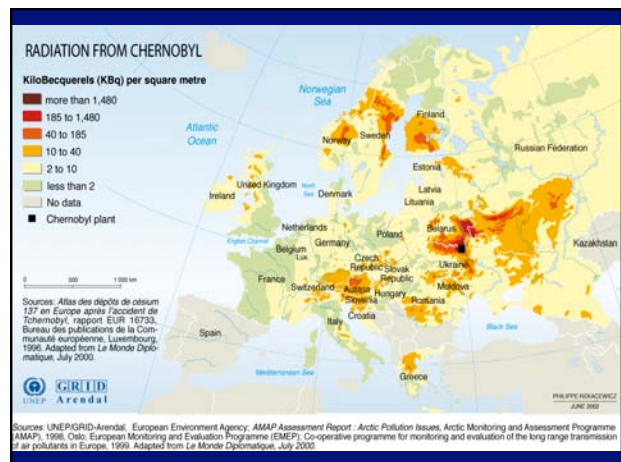 RADIATION FROM CHERNOBYL
KiloBecquerels (KBq) per square metre
more than 1,480
185 to 1,480
40 to 185
10 to 40
2 to 10
less than 2
No data
Chernobyl plant
Norwegian
Sea
Atlantic
Ocean
Finland
Norway
Sweden
Russian Federation
Estonia
Latvia
Lithuania
United Kingdom
North
Sea
Denmark
Ireland
Netherlands
English Channel
Belgium
Lux.
Germany
Poland
Belarus
Kazakhstan
Czech
Republic
Slovak
Republic
Ukraine
France
Switzerland
Austria
Hungary
Moldova
Slovenia
Romania
Croatia
Italy
Black Sea
Spain
Mediterranean Sea
Greece
0 500 1 000 km
Sources: Atlas des dépôts de césium
137 en Europe après l'accident de
Tchernobyl, rapport EUR 16733,
Bureau des publications de la Com-
munauté européenne, Luxembourg,
1996. Adapted from Le Monde Diplo-
matique, July 2000.
UNEP
GRID
Arendal
PHILIPPE REKACEWICZ
JUNE 2002
Sources: UNEP/GRID-Arendal, European Environment Agency; AMAP Assessment Report : Arctic Pollution Issues, Arctic Monitoring and Assessment Programme
(AMAP), 1998, Oslo; European Monitoring and Evaluation Programme (EMEP); Co-operative programme for monitoring and evaluation of the long range transmission
of air pollutants in Europe, 1999. Adapted from Le Monde Diplomatique, July 2000.